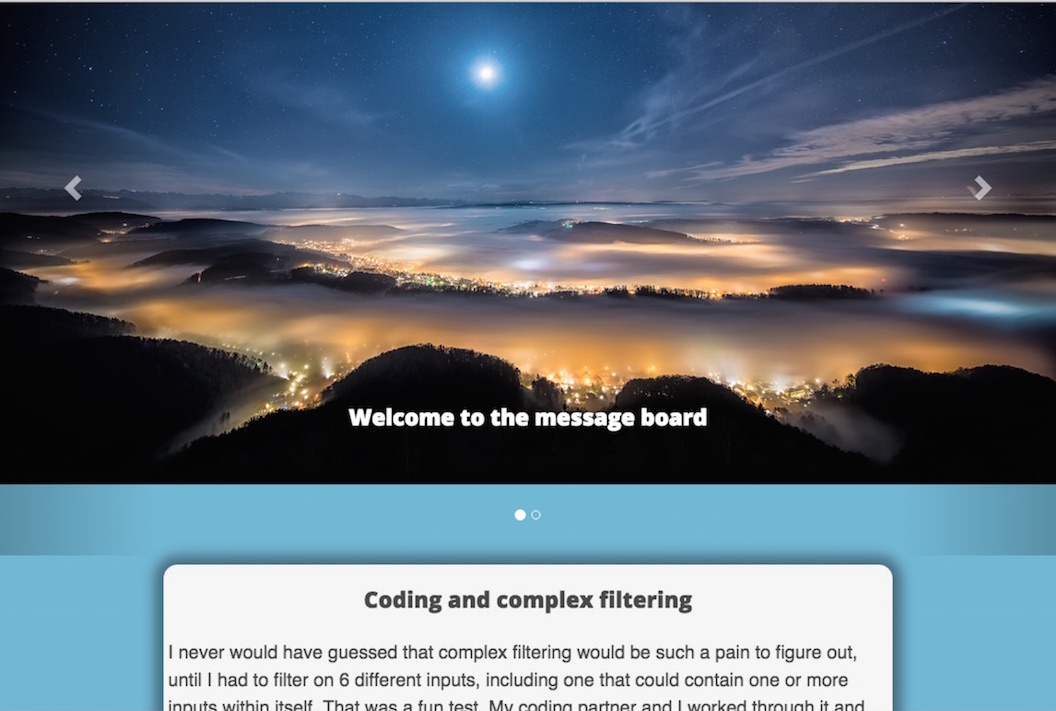 Welcome to the message board
Coding and complex filtering
I never would have guessed that complex filtering would be such a pain to figure out,
until I had to filter on 6 different inputs, including one that could contain one or more
inputs within itself. That was a fun test. My coding partner and I worked through it and